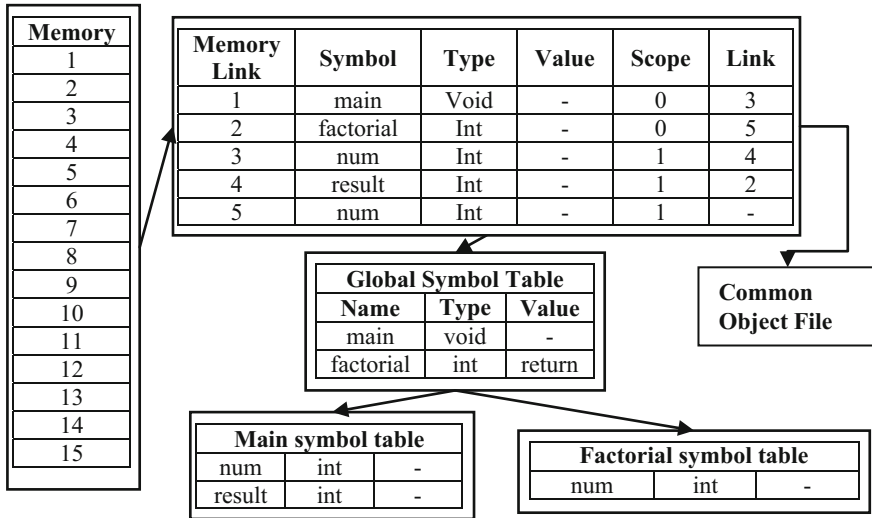 Memory
1
2
3
4
5
6
7
8
9
10
11
12
13
14
15
Memory Link Symbol Type Value Scope Link
1 main Void - 0 3
2 factorial Int - 0 5
3 num Int - 1 4
4 result Int - 1 2
5 num Int - 1 -
Global Symbol Table
Name Type Value
main void -
factorial int return
Common
Object File
Main symbol table
num int -
result int -
Factorial symbol table
num int -